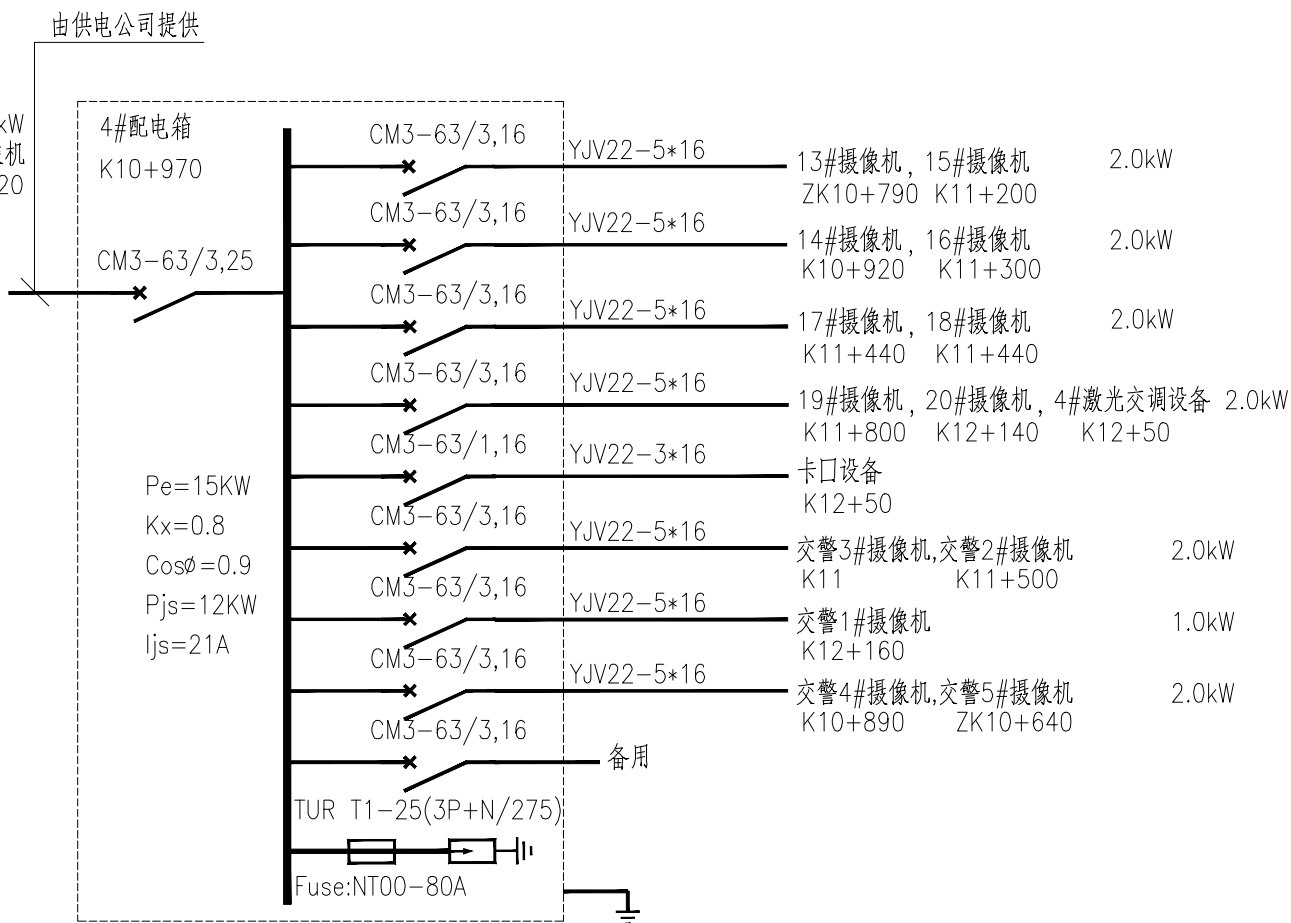 由供电公司提供
kW
机
20
4#配电箱
K10+970
CM3-63/3,25
Pe=15KW
Kx=0.8
Cosø=0.9
Pjs=12KW
Ijs=21A
CM3-63/3,16
YJV22-5*16
13#摄像机, 15#摄像机 2.0kW
ZK10+790 K11+200
CM3-63/3,16
YJV22-5*16
14#摄像机, 16#摄像机 2.0kW
K10+920 K11+300
CM3-63/3,16
YJV22-5*16
17#摄像机, 18#摄像机 2.0kW
K11+440 K11+440
CM3-63/3,16
YJV22-5*16
19#摄像机, 20#摄像机, 4#激光交调设备 2.0kW
K11+800 K12+140 K12+50
CM3-63/1,16
YJV22-3*16
卡口设备
K12+50
CM3-63/3,16
YJV22-5*16
交警3#摄像机,交警2#摄像机 2.0kW
K11 K11+500
CM3-63/3,16
YJV22-5*16
交警1#摄像机 1.0kW
K12+160
CM3-63/3,16
YJV22-5*16
交警4#摄像机,交警5#摄像机 2.0kW
K10+890 ZK10+640
CM3-63/3,16
备用
TUR T1-25(3P+N/275)
Fuse:NT00-80A